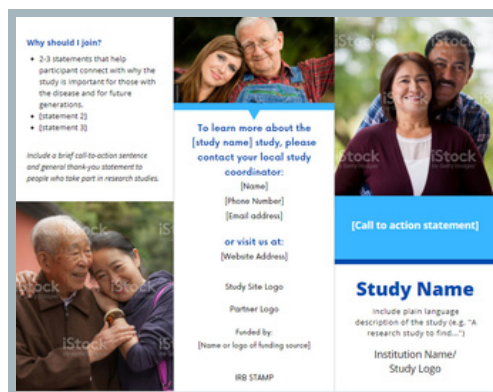 Why should I join?
• 2-3 statements that help
participant connect with why the
study is important for those with
the disease and for future
generations.
• [statement 2]
• [statement 3]
Include a brief call-to-action sentence
and general thank-you statement to
people who take part in research studies.
iStock
To learn more about the
[study name] study, please
contact your local study
coordinator:
[Name]
[Phone Number]
[Email address]
or visit us at:
[Website Address]
Study Site Logo
Partner Logo
Funded by:
[Name or logo of funding source]
IRB STAMP
iStock
iStock
iStock
[Call to action statement]
Study Name
Include plain language
description of the study (e.g. "A
research study to find...")
Institution Name/
Study Logo